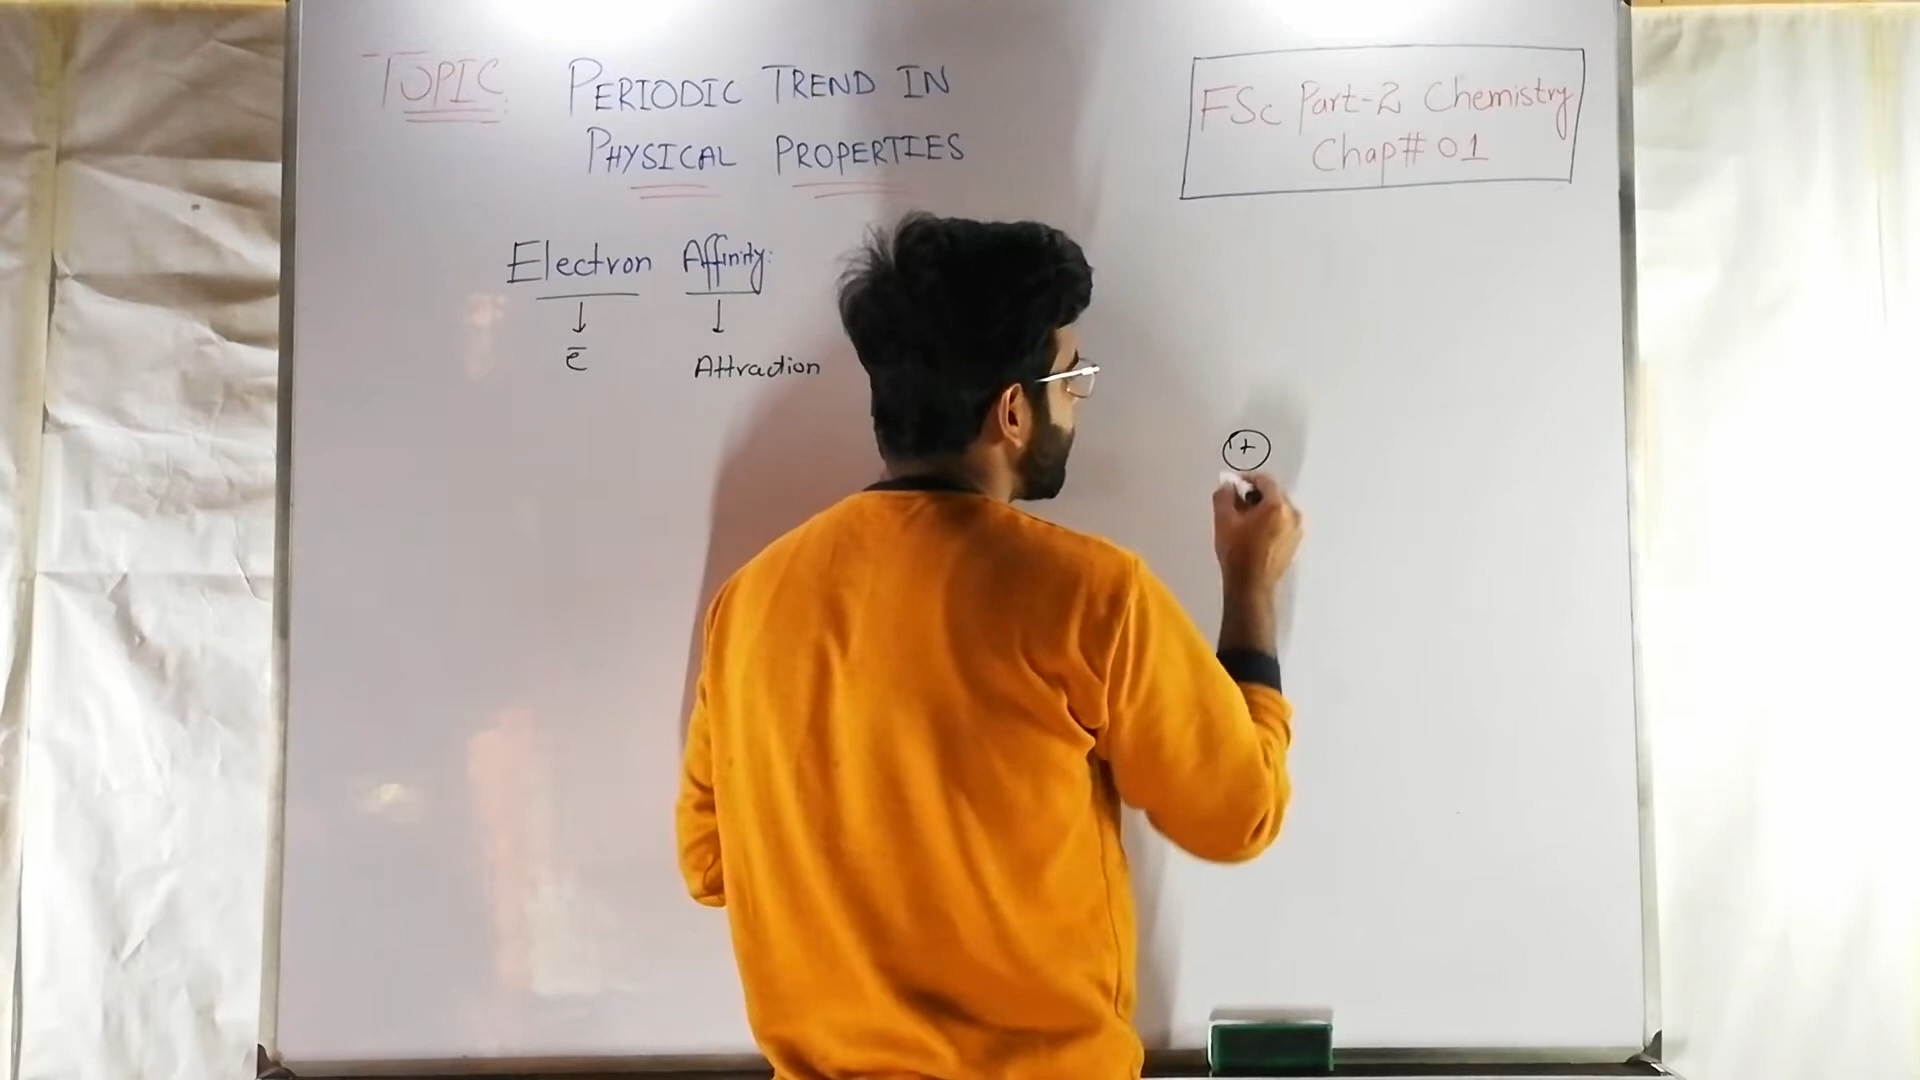 TOPIC: PERIODIC TREND IN
PHYSICAL PROPERTIES
FSc Part-2 Chemistry
Chap# 01
Electron Affinity:
↓ ↓
e̅ Attraction
+